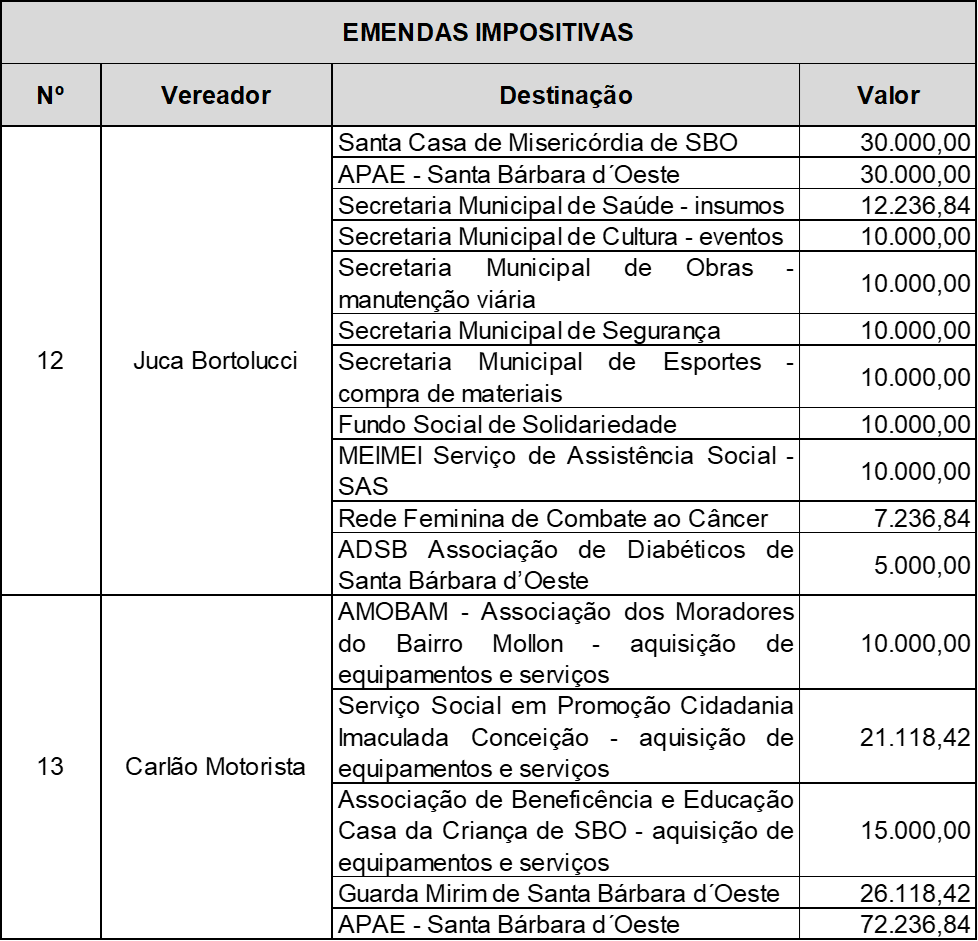 EMENDAS IMPOSITIVAS
Nº Vereador Destinação Valor
12 Juca Bortolucci
Santa Casa de Misericórdia de SBO 30.000,00
APAE - Santa Bárbara d´Oeste 30.000,00
Secretaria Municipal de Saúde - insumos 12.236,84
Secretaria Municipal de Cultura - eventos 10.000,00
Secretaria Municipal de Obras -
manutenção viária 10.000,00
Secretaria Municipal de Segurança 10.000,00
Secretaria Municipal de Esportes -
compra de materiais 10.000,00
Fundo Social de Solidariedade 10.000,00
MEIMEI Serviço de Assistência Social -
SAS 10.000,00
Rede Feminina de Combate ao Câncer 7.236,84
ADSB Associação de Diabéticos de
Santa Bárbara d’Oeste 5.000,00
13 Carlão Motorista
AMOBAM - Associação dos Moradores
do Bairro Mollon - aquisição de
equipamentos e serviços 10.000,00
Serviço Social em Promoção Cidadania
Imaculada Conceição - aquisição de
equipamentos e serviços 21.118,42
Associação de Beneficência e Educação
Casa da Criança de SBO - aquisição de
equipamentos e serviços 15.000,00
Guarda Mirim de Santa Bárbara d´Oeste 26.118,42
APAE - Santa Bárbara d´Oeste 72.236,84